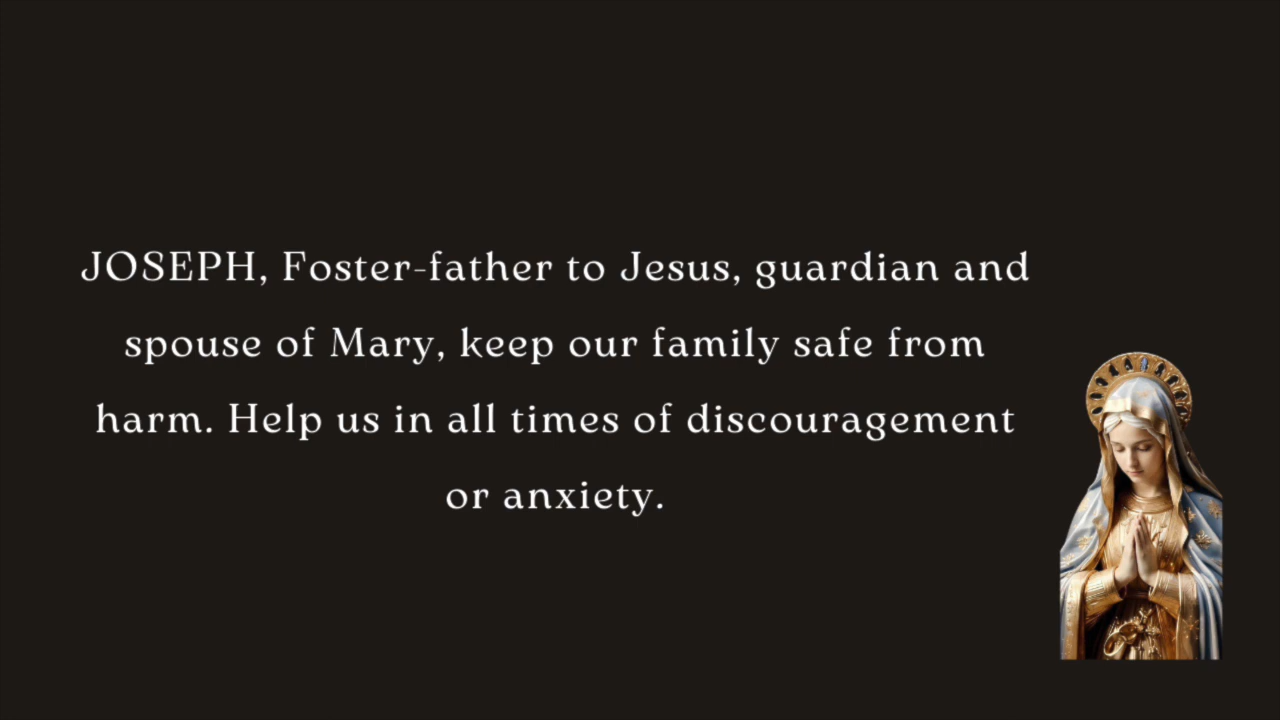 JOSEPH, Foster-father to Jesus, guardian and
spouse of Mary, keep our family safe from
harm. Help us in all times of discouragement
or anxiety.